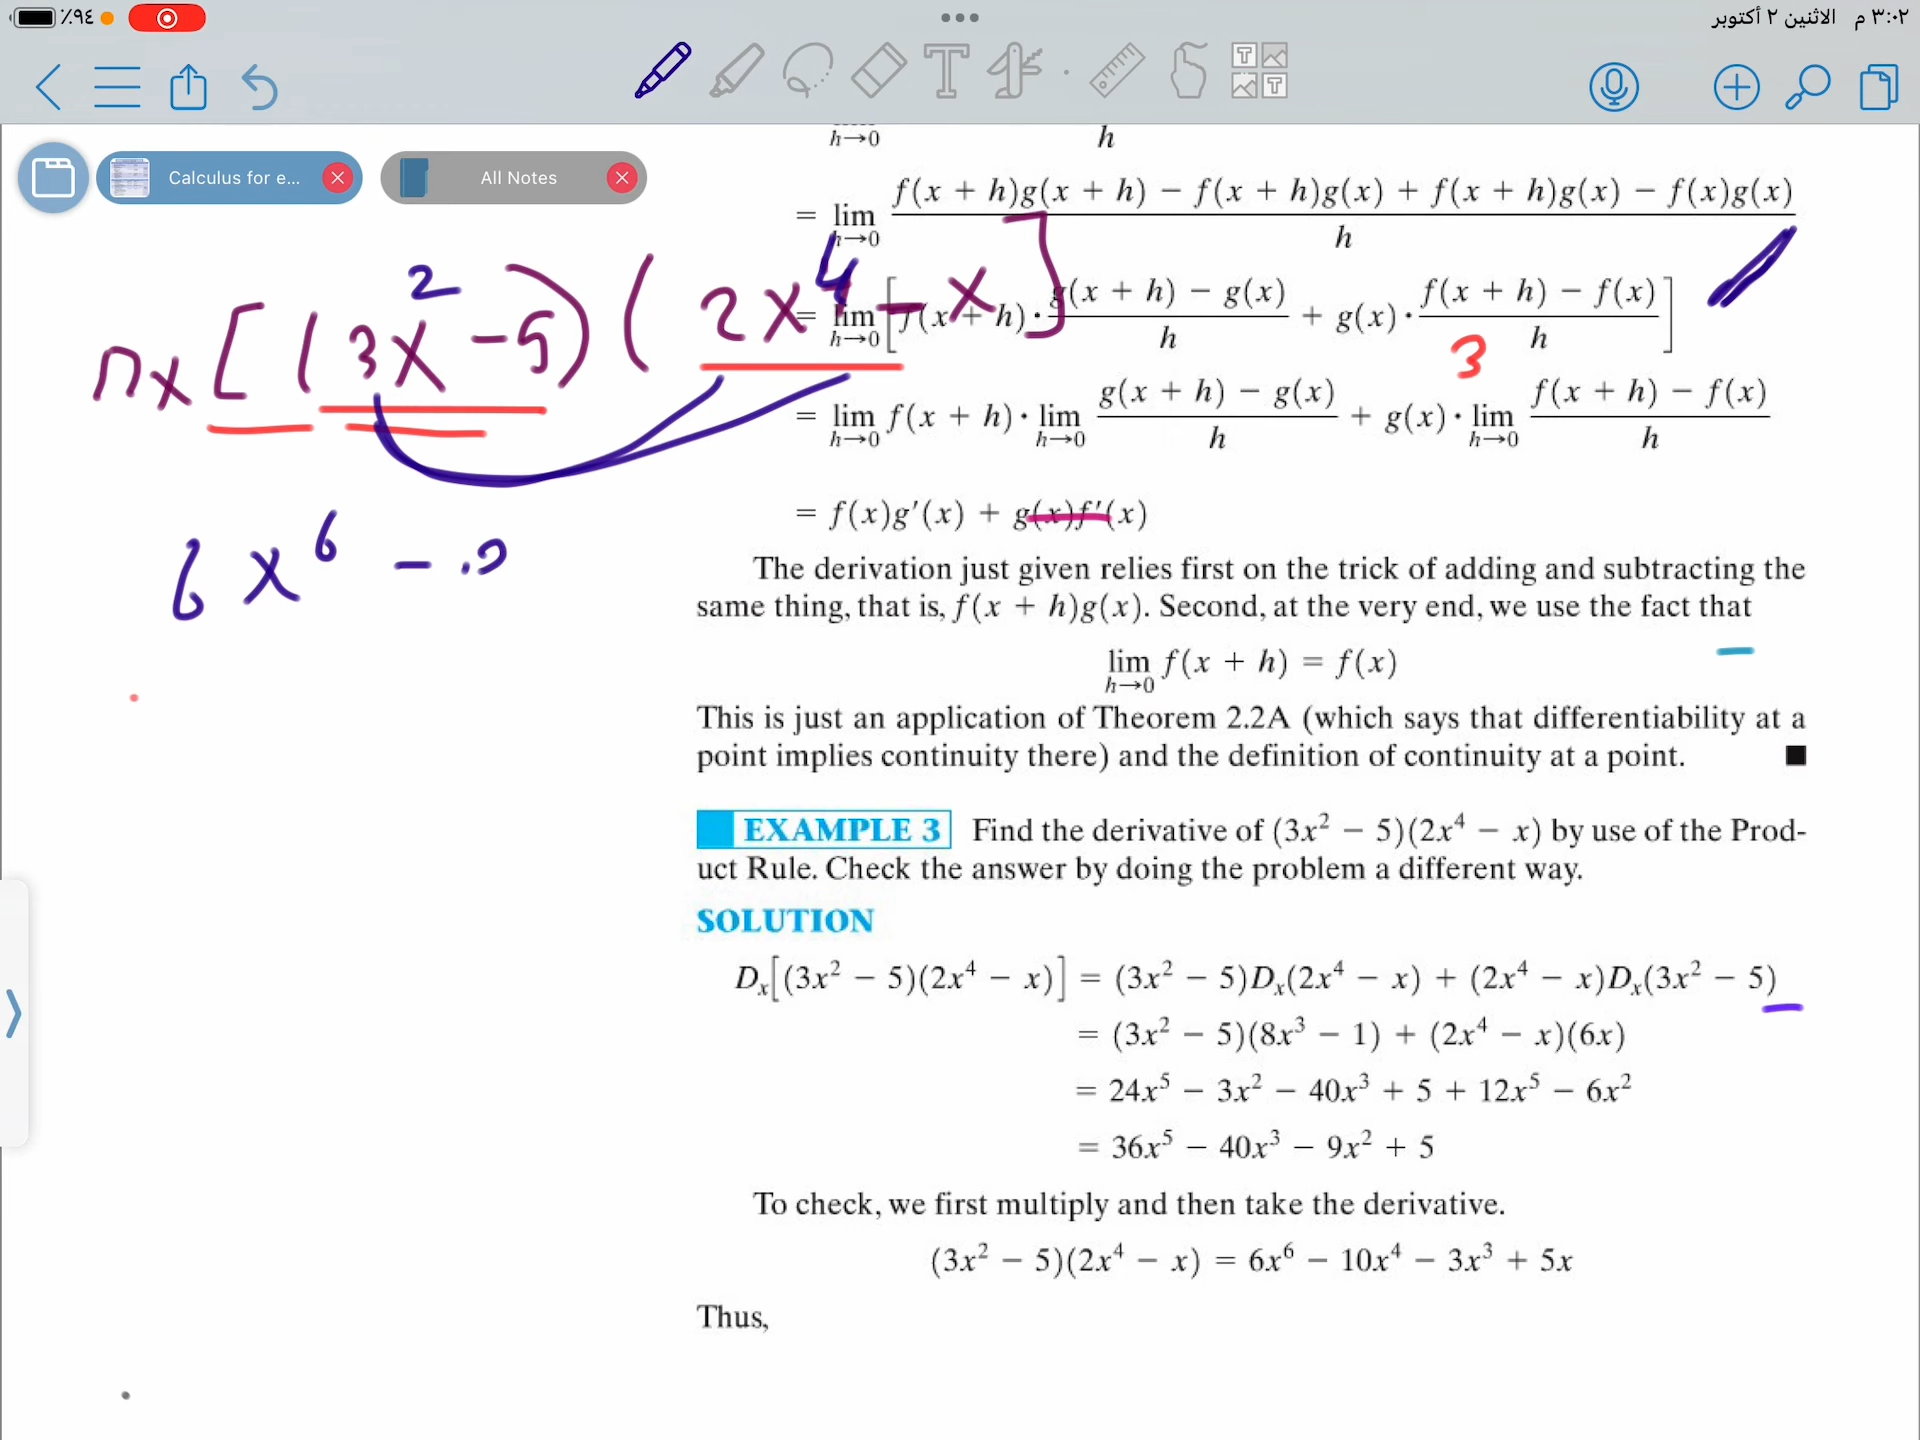 ٪٩٤
٣:٠٢ م الاثنين ٢ أكتوبر
Calculus for e...
All Notes
h→0 h
= lim h→0 f(x + h)g(x + h) − f(x + h)g(x) + f(x + h)g(x) − f(x)g(x) / h
= lim h→0 [f(x + h) · g(x + h) − g(x) / h + g(x) · f(x + h) − f(x) / h]
3
= lim h→0 f(x + h) · lim h→0 g(x + h) − g(x) / h + g(x) · lim h→0 f(x + h) − f(x) / h
= f(x)g′(x) + g(x)f′(x)
Dx[(3x² − 5)(2x⁴ − x)]
6x⁶ −
The derivation just given relies first on the trick of adding and subtracting the
same thing, that is, f(x + h)g(x). Second, at the very end, we use the fact that
lim h→0 f(x + h) = f(x)
This is just an application of Theorem 2.2A (which says that differentiability at a
point implies continuity there) and the definition of continuity at a point. ■
EXAMPLE 3 Find the derivative of (3x² − 5)(2x⁴ − x) by use of the Prod-
uct Rule. Check the answer by doing the problem a different way.
SOLUTION
Dx[(3x² − 5)(2x⁴ − x)] = (3x² − 5)Dx(2x⁴ − x) + (2x⁴ − x)Dx(3x² − 5)
= (3x² − 5)(8x³ − 1) + (2x⁴ − x)(6x)
= 24x⁵ − 3x² − 40x³ + 5 + 12x⁵ − 6x²
= 36x⁵ − 40x³ − 9x² + 5
To check, we first multiply and then take the derivative.
(3x² − 5)(2x⁴ − x) = 6x⁶ − 10x⁴ − 3x³ + 5x
Thus,